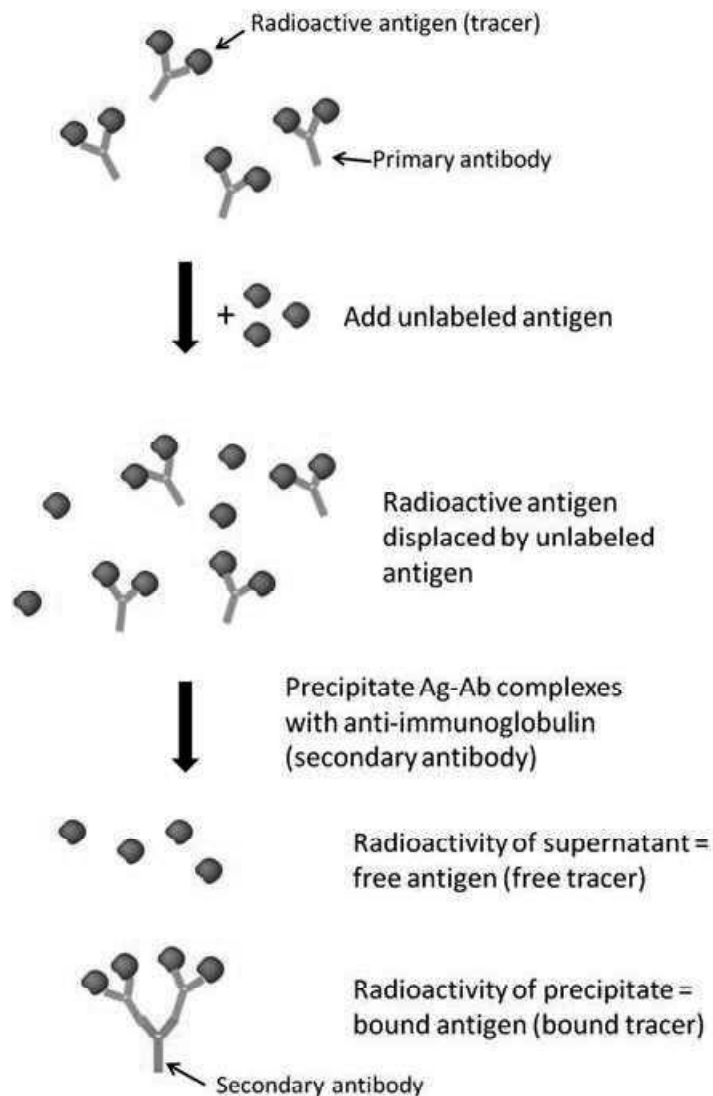 Radioactive antigen (tracer)
Primary antibody
+
Add unlabeled antigen
Radioactive antigen
displaced by unlabeled
antigen
Precipitate Ag-Ab complexes
with anti-immunoglobulin
(secondary antibody)
Radioactivity of supernatant =
free antigen (free tracer)
Radioactivity of precipitate =
bound antigen (bound tracer)
Secondary antibody